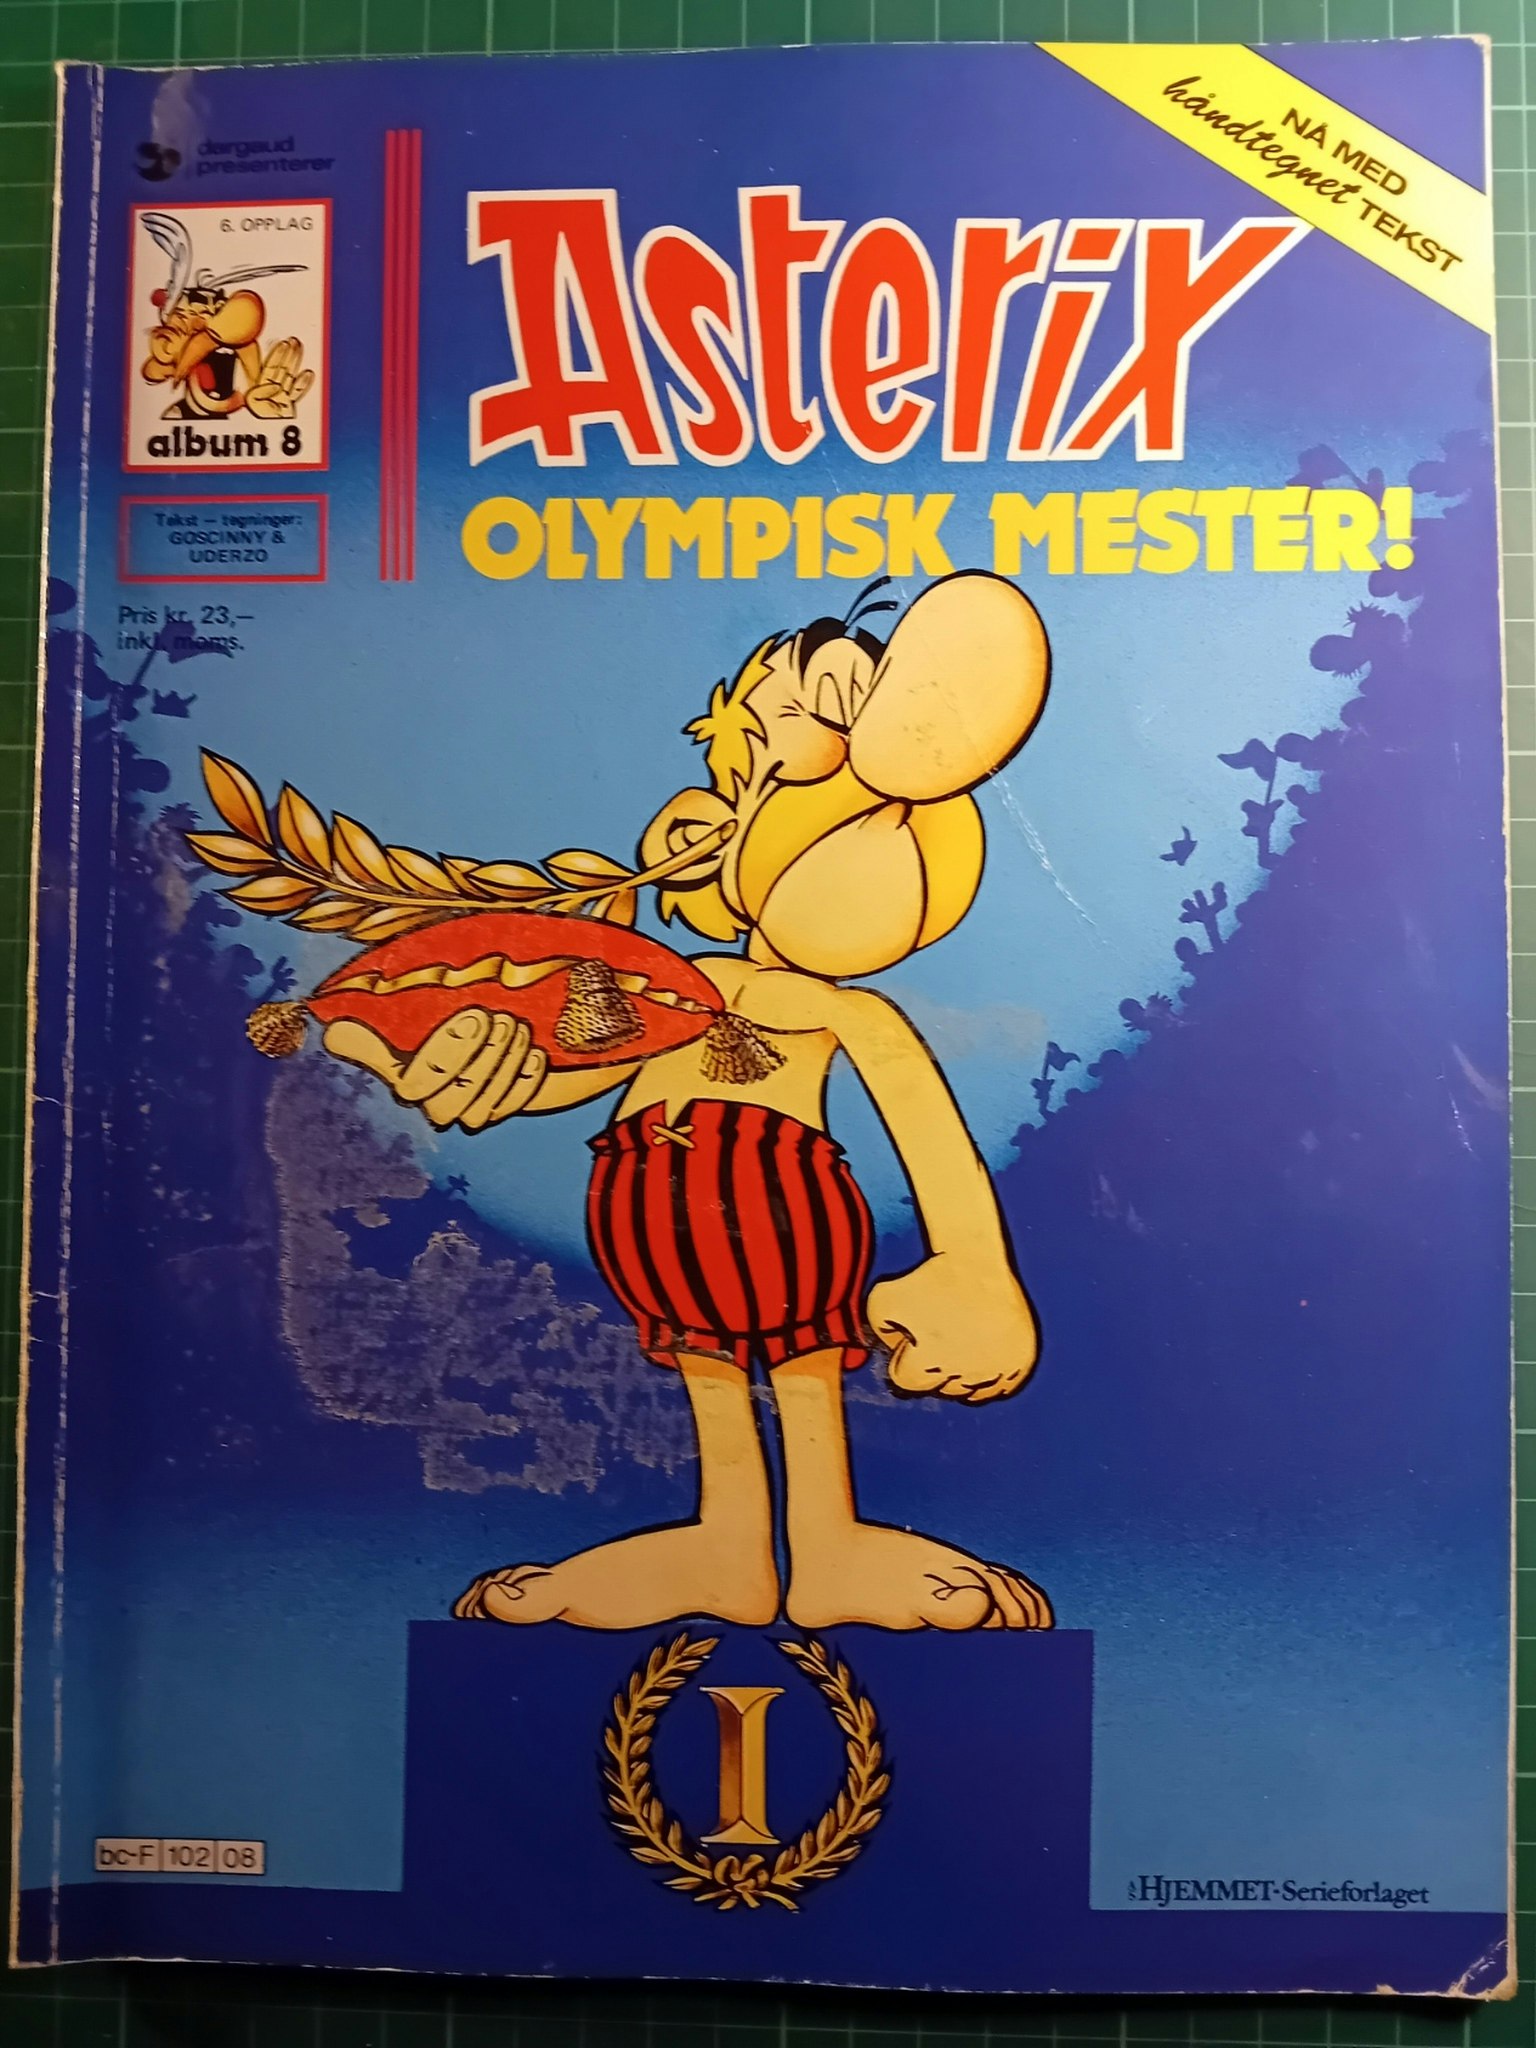 dargaud
presenterer
NÅ MED
håndtegnet TEKST
6. OPPLAG
album 8
Asterix
OLYMPISK MESTER!
Tekst – tegninger:
GOSCINNY &
UDERZO
Pris kr. 23,–
inkl. moms.
I
bc-F 102 08
A/S HJEMMET-Serieforlaget